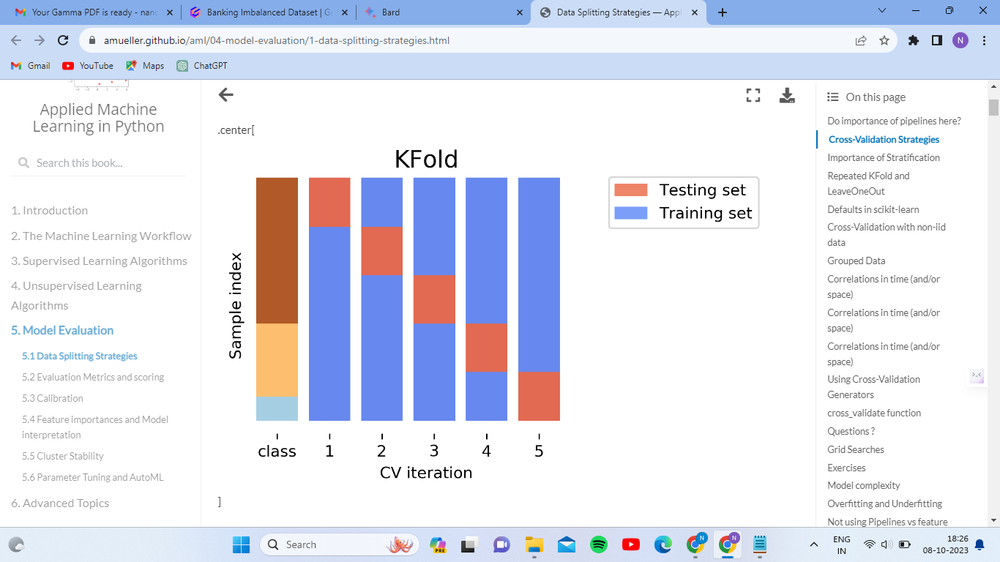 Your Gamma PDF is ready - nanc
Banking Imbalanced Dataset | G
Bard
Data Splitting Strategies — Appl
amueller.github.io/aml/04-model-evaluation/1-data-splitting-strategies.html
N
Gmail
YouTube
Maps
ChatGPT
Applied Machine
Learning in Python
Search this book...
1. Introduction
2. The Machine Learning Workflow
3. Supervised Learning Algorithms
4. Unsupervised Learning
Algorithms
5. Model Evaluation
5.1 Data Splitting Strategies
5.2 Evaluation Metrics and scoring
5.3 Calibration
5.4 Feature importances and Model
interpretation
5.5 Cluster Stability
5.6 Parameter Tuning and AutoML
6. Advanced Topics
.center[
KFold
Testing set
Training set
Sample index
class 1 2 3 4 5
CV iteration
]
On this page
Do importance of pipelines here?
Cross-Validation Strategies
Importance of Stratification
Repeated KFold and
LeaveOneOut
Defaults in scikit-learn
Cross-Validation with non-iid
data
Grouped Data
Correlations in time (and/or
space)
Correlations in time (and/or
space)
Correlations in time (and/or
space)
Using Cross-Validation
Generators
cross_validate function
Questions ?
Grid Searches
Exercises
Model complexity
Overfitting and Underfitting
Not using Pipelines vs feature
Search
PRE
N
N
ENG
IN
18:26
08-10-2023